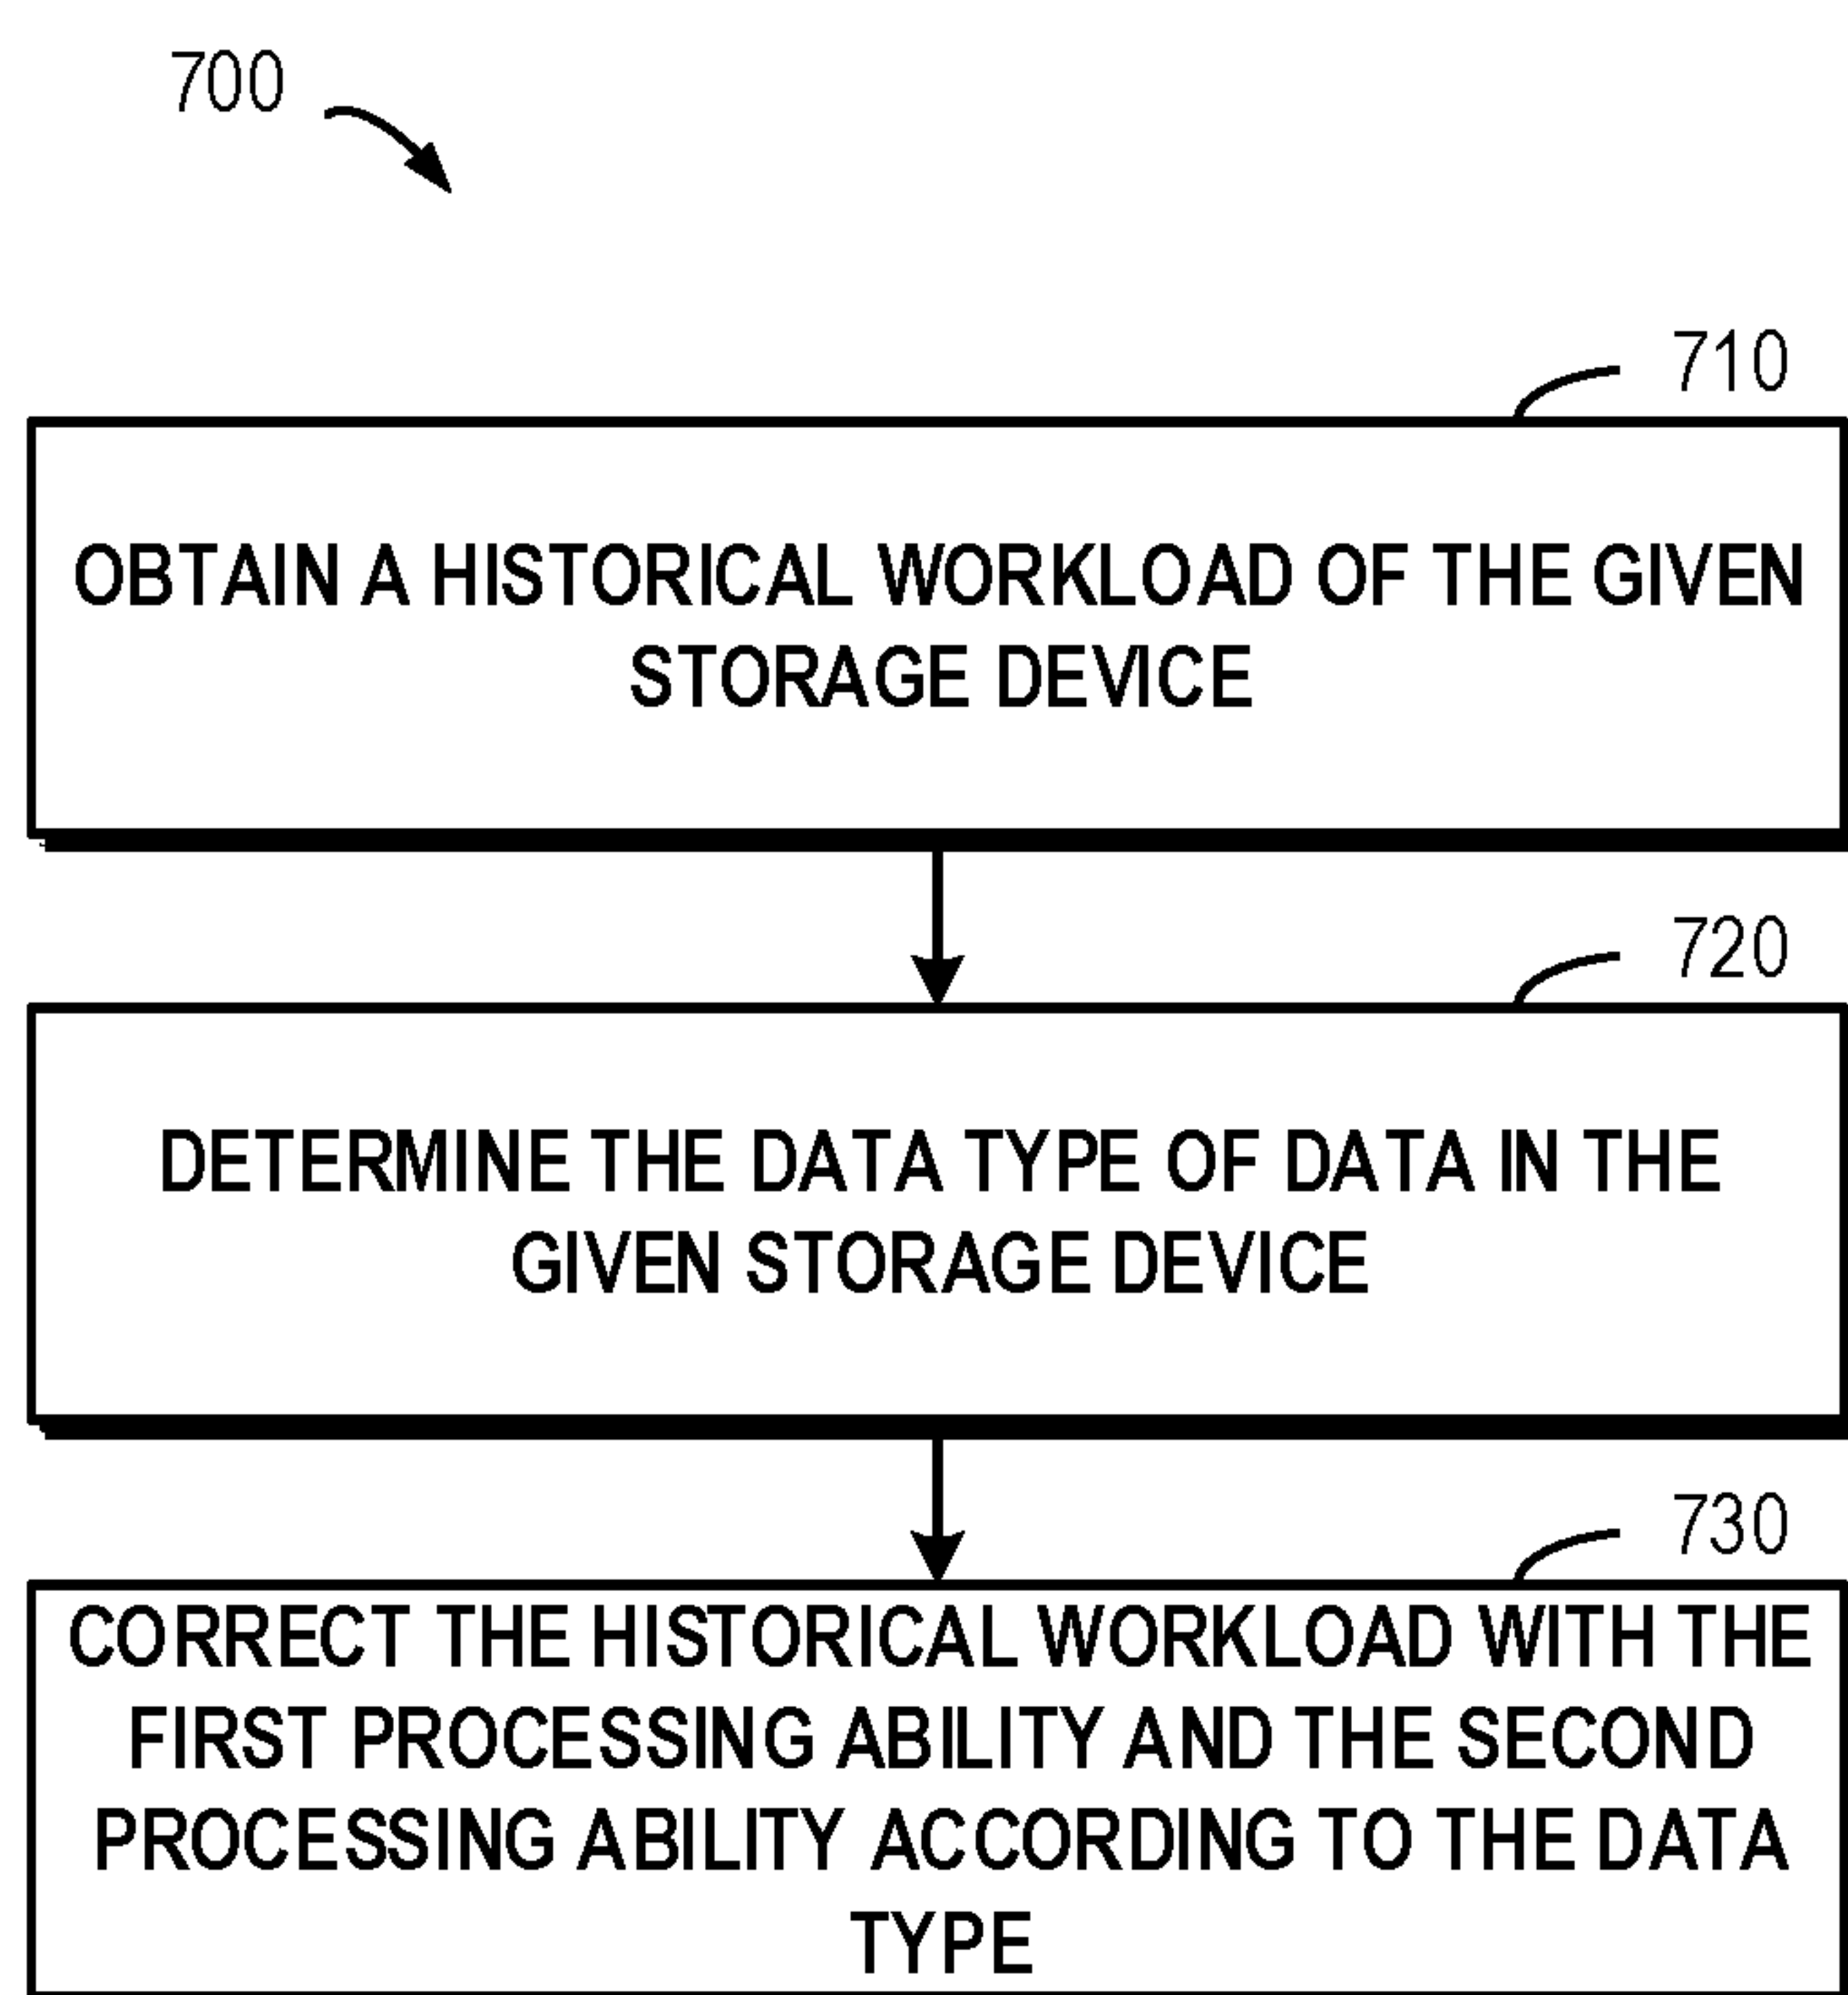 700
710
OBTAIN A HISTORICAL WORKLOAD OF THE GIVEN
STORAGE DEVICE
720
DETERMINE THE DATA TYPE OF DATA IN THE
GIVEN STORAGE DEVICE
730
CORRECT THE HISTORICAL WORKLOAD WITH THE
FIRST PROCESSING ABILITY AND THE SECOND
PROCESSING ABILITY ACCORDING TO THE DATA
TYPE